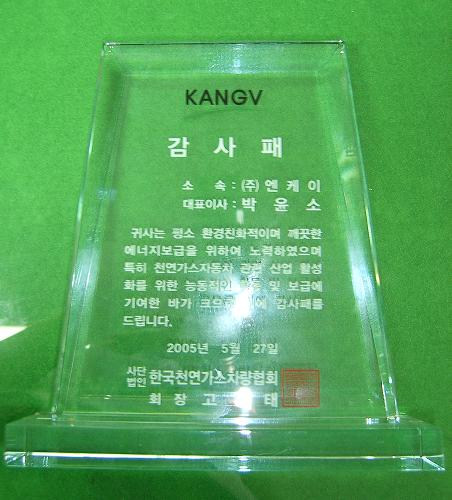 KANGV
감 사 패
소 속 : (주) 엔 케 이
대표이사 : 박 윤 소
귀사는 평소 환경친화적이며 깨끗한
에너지보급을 위하여 노력하였으며
특히 천연가스자동차 관련 산업 활성
화를 위한 능동적인 및 보급에
기여한 바가 감사패를
드립니다.
2005년 5월 27일
사단법인 한국천연가스차량협회
회 장 고 태